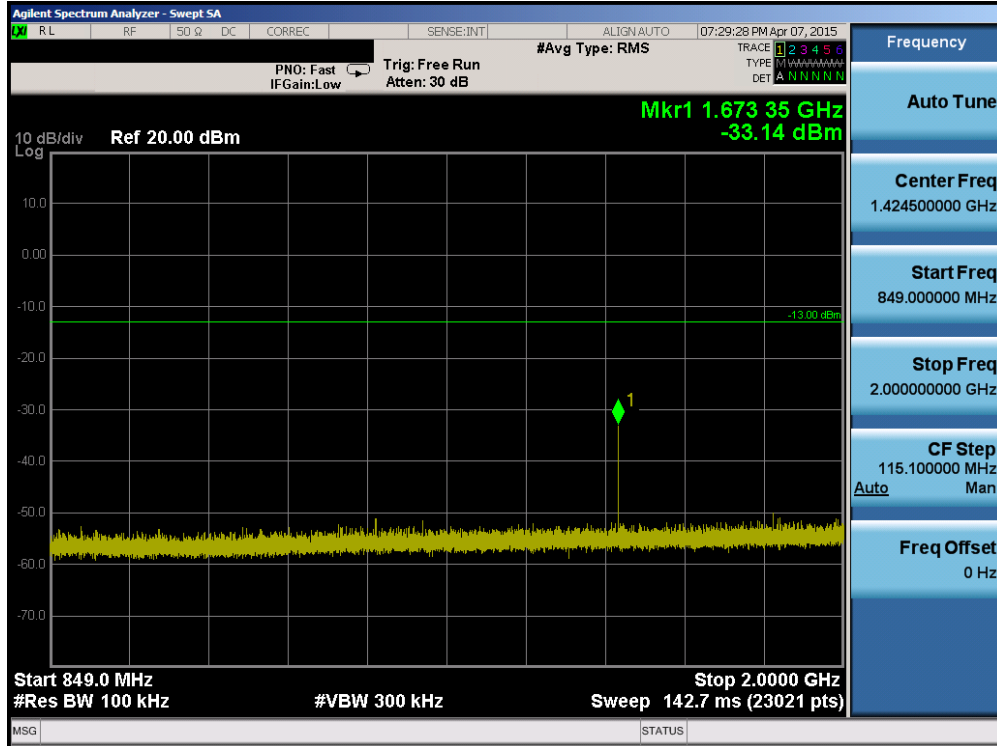 Agilent Spectrum Analyzer - Swept SA
LXI RL RF 50 Ω DC CORREC SENSE:INT ALIGNAUTO 07:29:28 PM Apr 07, 2015
#Avg Type: RMS TRACE 1 2 3 4 5 6
PNO: Fast Trig: Free Run TYPE M
IFGain:Low Atten: 30 dB DET A N N N N N
Mkr1 1.673 35 GHz
10 dB/div Ref 20.00 dBm -33.14 dBm
Log
10.0
0.00
-10.0
-13.00 dBm
-20.0
-30.0
1
-40.0
-50.0
-60.0
-70.0
Start 849.0 MHz Stop 2.0000 GHz
#Res BW 100 kHz #VBW 300 kHz Sweep 142.7 ms (23021 pts)
MSG STATUS
Frequency
Auto Tune
Center Freq
1.424500000 GHz
Start Freq
849.000000 MHz
Stop Freq
2.000000000 GHz
CF Step
115.100000 MHz
Auto Man
Freq Offset
0 Hz